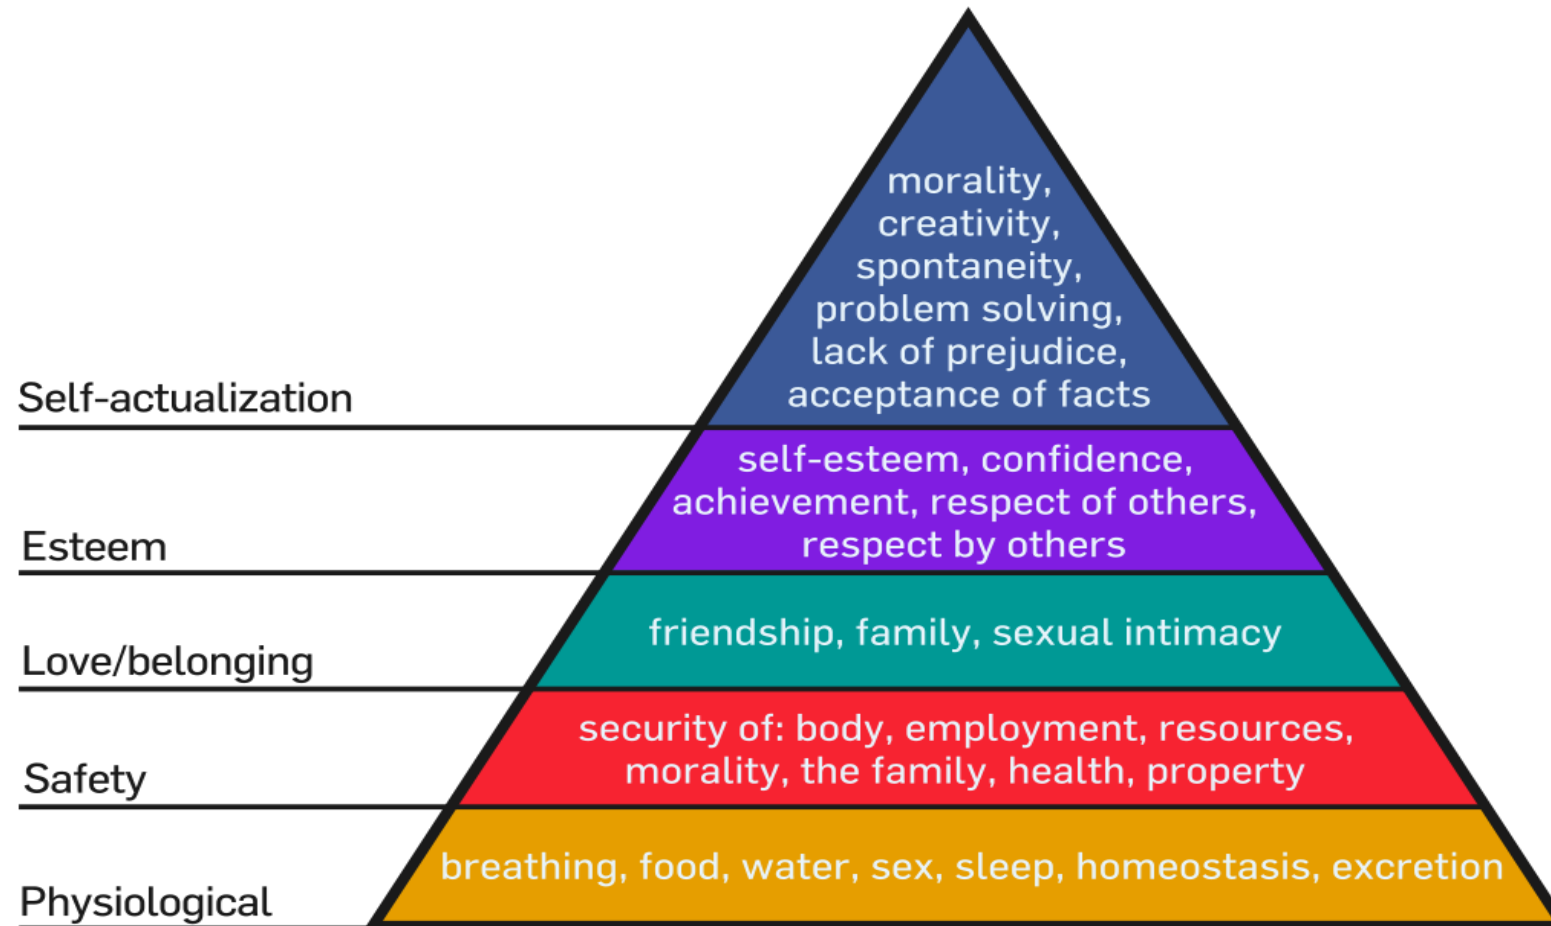 morality,
creativity,
spontaneity,
problem solving,
lack of prejudice,
acceptance of facts
Self-actualization
self-esteem, confidence,
achievement, respect of others,
respect by others
Esteem
friendship, family, sexual intimacy
Love/belonging
security of: body, employment, resources,
morality, the family, health, property
Safety
breathing, food, water, sex, sleep, homeostasis, excretion
Physiological